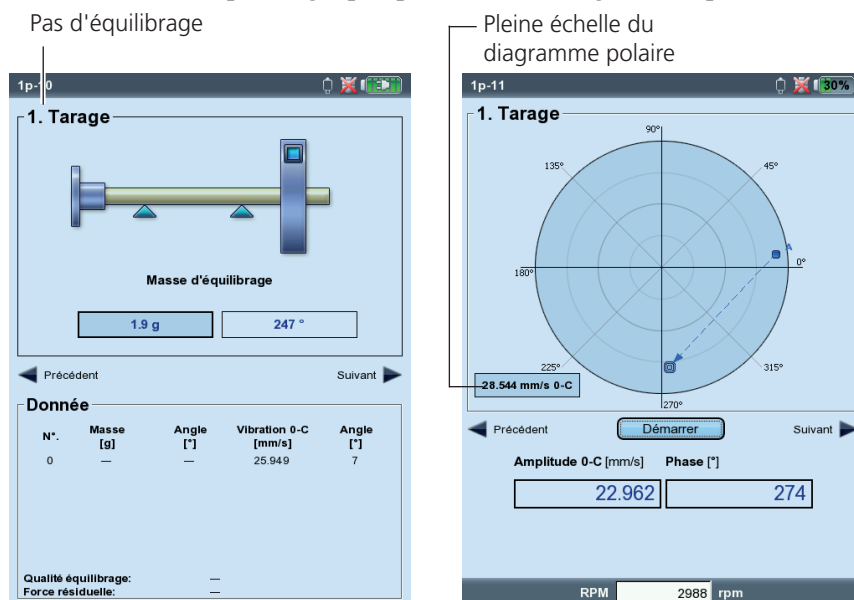 Pas d'équilibrage
Pleine échelle du
diagramme polaire
1p-10
1. Tarage
Masse d'équilibrage
1.9 g 247 °
Précédent Suivant
Donnée
N°. Masse [g] Angle [°] Vibration 0-C [mm/s] Angle [°]
0 — — 25.949 7
Qualité équilibrage: —
Force résiduelle: —
1p-11 30%
1. Tarage
90°
135° 45°
A
180° 0°
225° 315°
28.544 mm/s 0-C
270°
Précédent Démarrer Suivant
Amplitude 0-C [mm/s] Phase [°]
22.962 274
RPM 2988 rpm